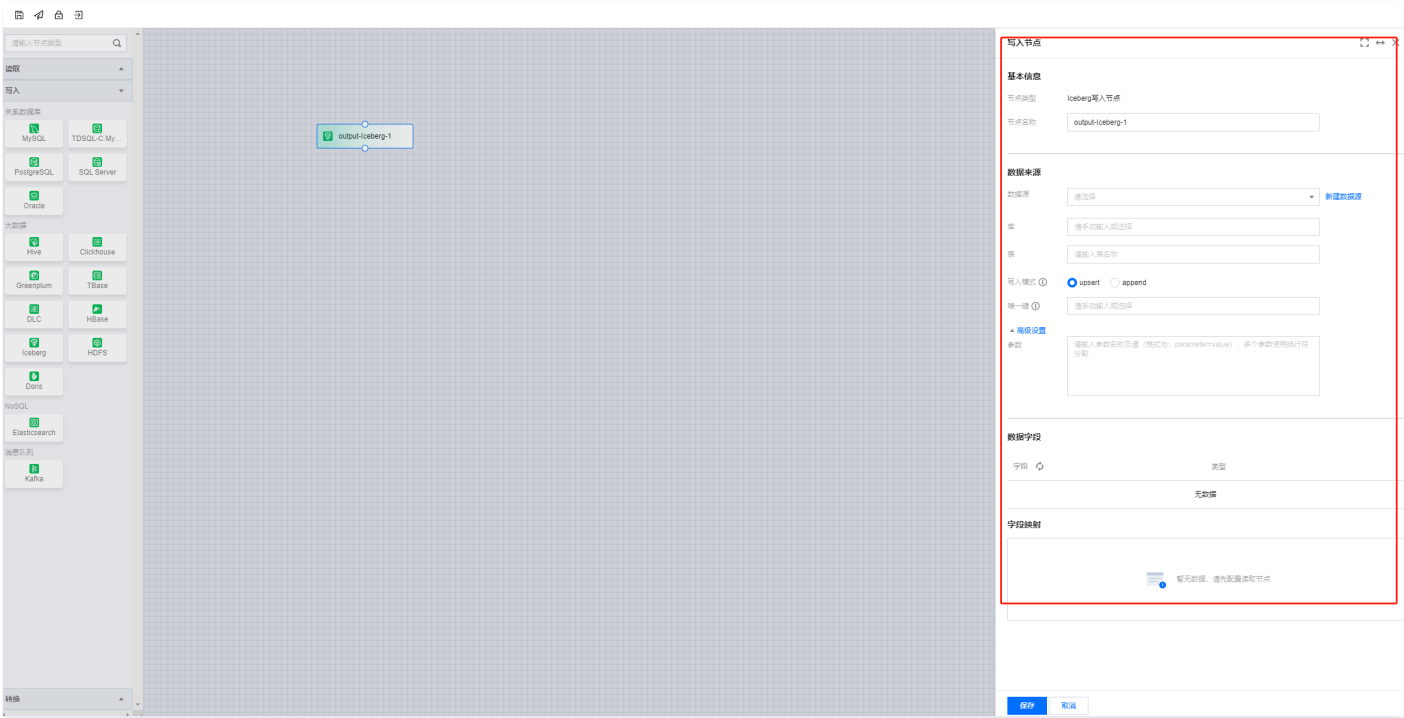 请输入节点类型
读取
写入
关系数据库
MySQL
TDSQL-C My...
PostgreSQL
SQL Server
Oracle
大数据
Hive
Clickhouse
Greenplum
TBase
DLC
HBase
Iceberg
HDFS
Doris
NoSQL
Elasticsearch
消息队列
Kafka
转换
output-Iceberg-1
写入节点
基本信息
节点类型
Iceberg写入节点
节点名称
output-Iceberg-1
数据来源
数据源
请选择
新建数据源
库
请手动输入或选择
表
请输入表名称
写入模式
upsert
append
唯一键
请手动输入或选择
高级设置
参数
请输入参数名称及值（格式为：parameter=value），多个参数使用换行符
分割
数据字段
字段
类型
无数据
字段映射
暂无数据，请先配置读取节点
保存
取消